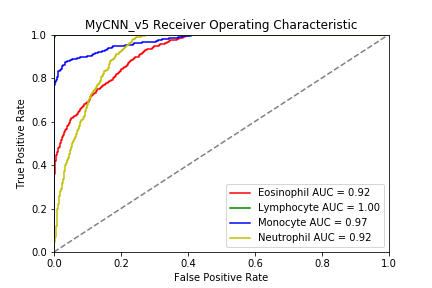 MyCNN_v5 Receiver Operating Characteristic
True Positive Rate
1.0
0.8
0.6
0.4
0.2
0.0
Eosinophil AUC = 0.92
Lymphocyte AUC = 1.00
Monocyte AUC = 0.97
Neutrophil AUC = 0.92
0.0 0.2 0.4 0.6 0.8 1.0
False Positive Rate